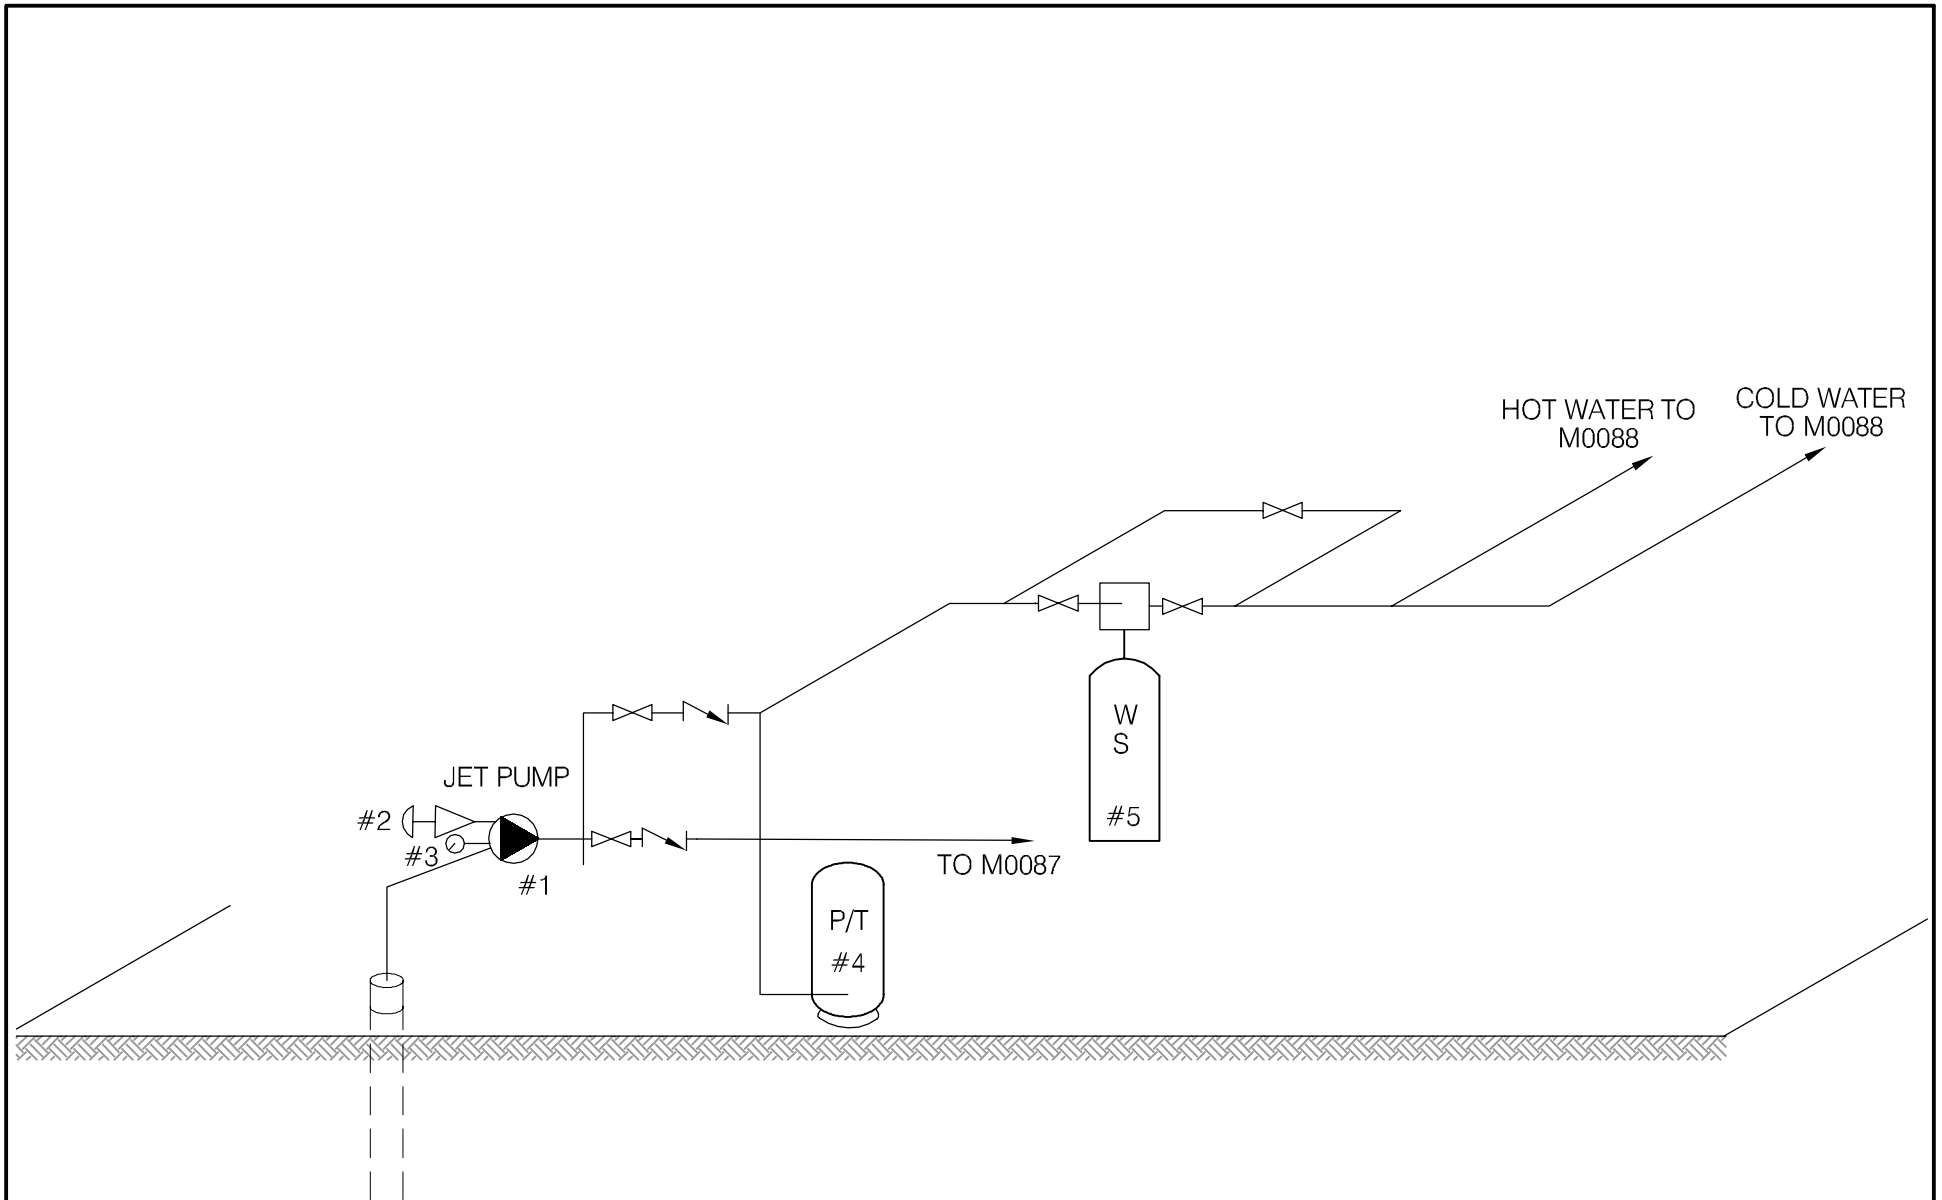 HOT WATER TO
M0088
COLD WATER
TO M0088
W
S
#5
JET PUMP
#2
#3
#1
TO M0087
P/T
#4